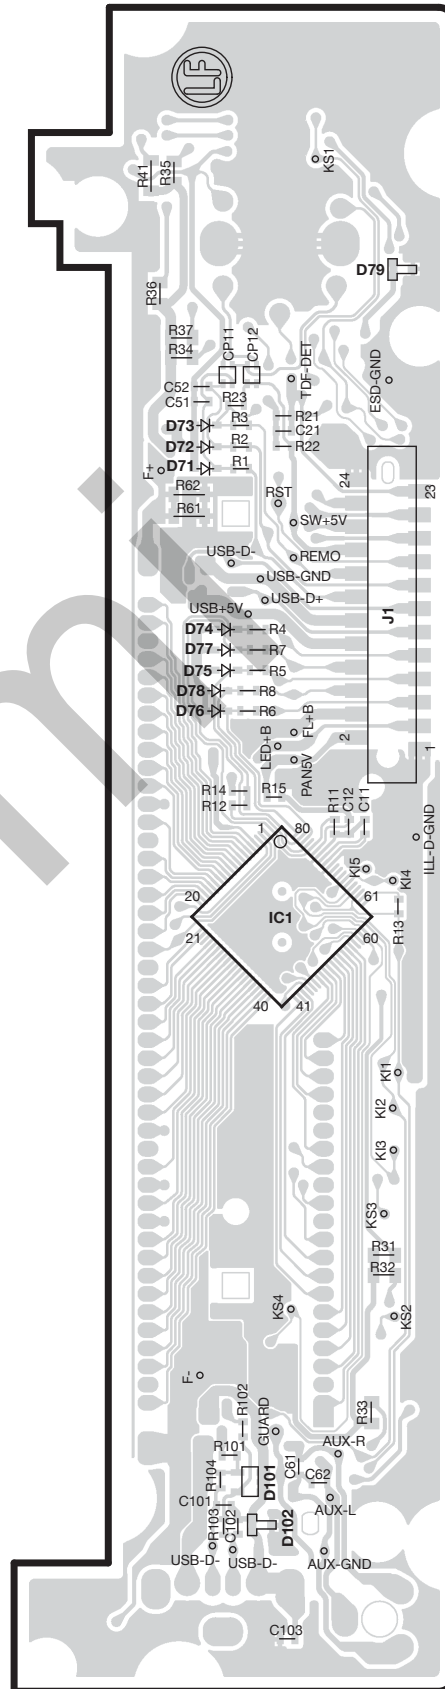 LF
R41
R35
KS1
D79
R36
R37
R34
CP11
CP12
TDF-DET
ESD-GND
C52
C51
R23
D73
R3
R21
C21
D72
R2
R22
D71
R1
F+
24
23
R62
R61
RST
SW+5V
USB-D-
REMO
USB-GND
USB-D+
J1
USB+5V
D74
R4
D77
R7
D75
R5
D78
R8
D76
R6
LED+B
FL+B
PAN5V
2
1
R14
R12
R15
R11
C12
C11
ILL-D-GND
1
80
KI5
KI4
20
61
IC1
21
60
R13
40
41
KI1
KI2
KI3
KS3
R31
R32
KS4
KS2
F-
R102
GUARD
R33
R101
AUX-R
R104
D101
C61
C62
C101
AUX-L
R103
C102
D102
USB-D-
USB-D-
AUX-GND
C103
mi